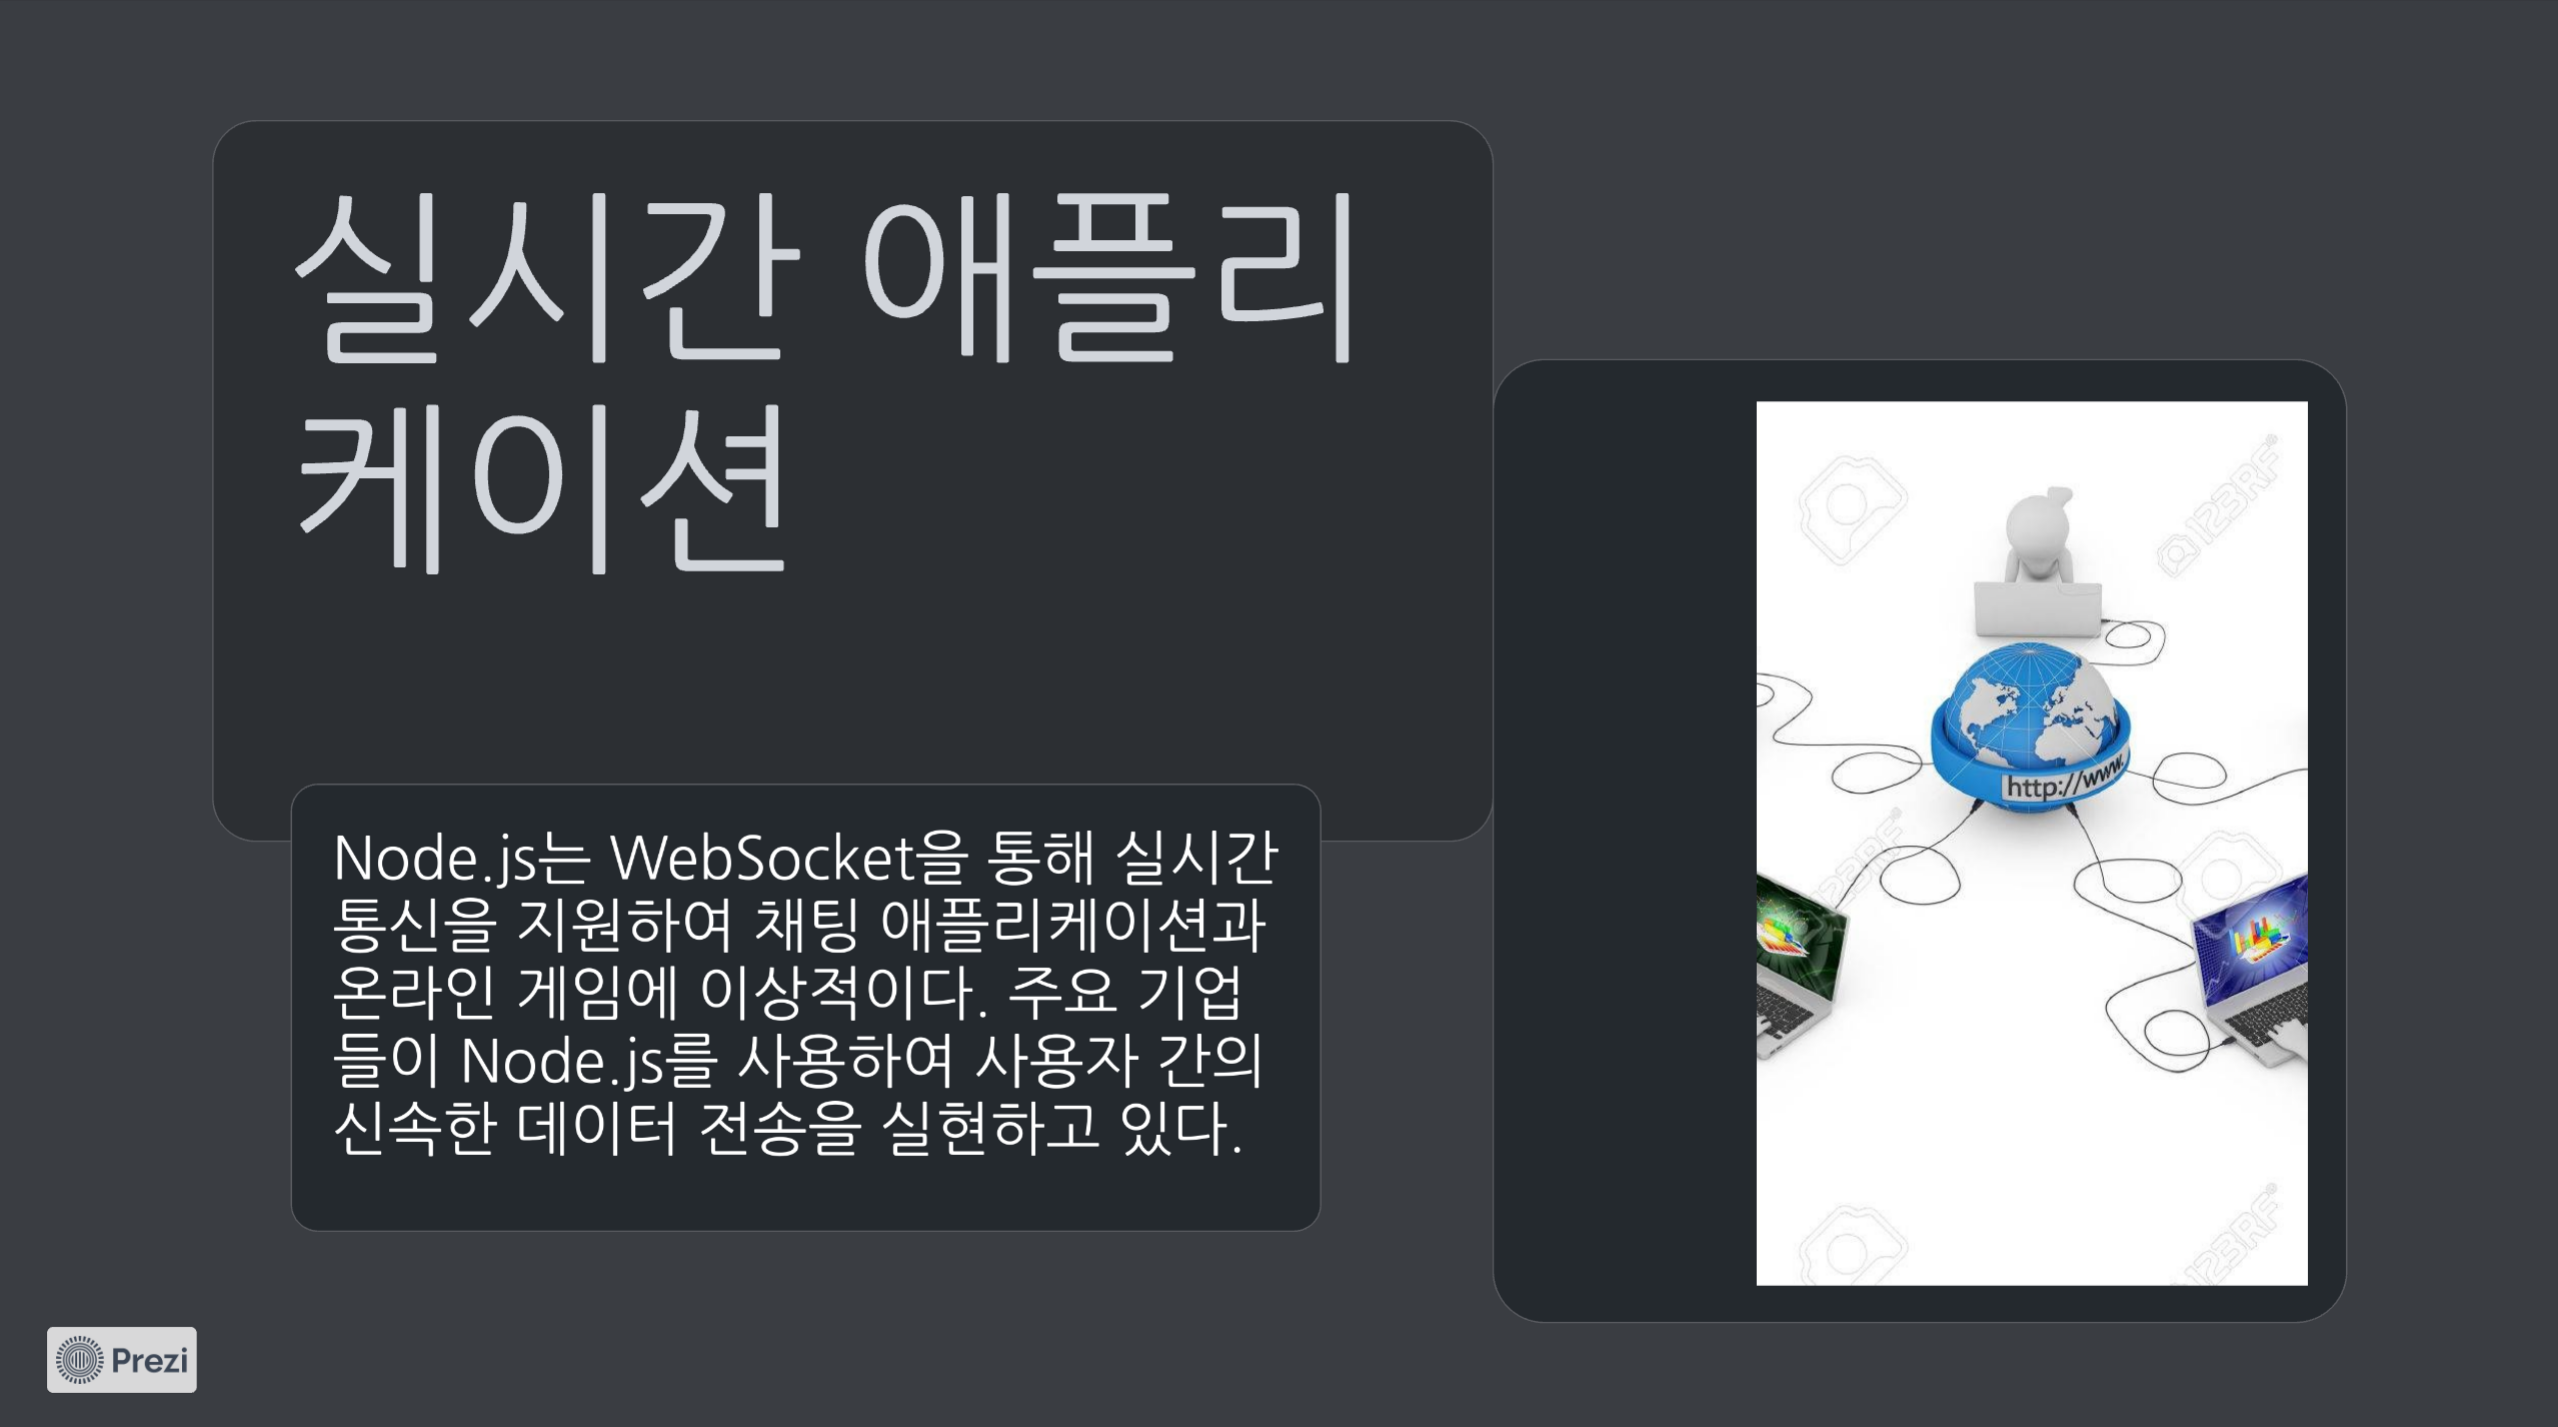 실시간 애플리
케이션
Node.js는 WebSocket을 통해 실시간
통신을 지원하여 채팅 애플리케이션과
온라인 게임에 이상적이다. 주요 기업
들이 Node.js를 사용하여 사용자 간의
신속한 데이터 전송을 실현하고 있다.
123RF®
http://www.
123RF
123RF®
Prezi